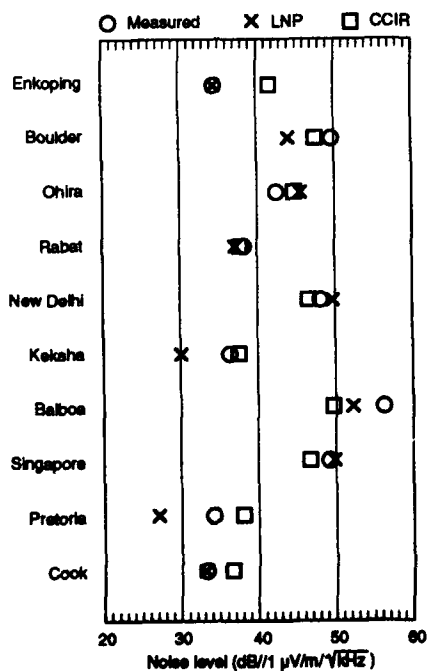 Measured LNP CCIR
Enkoping
Boulder
Ohira
Rabat
New Delhi
Keksha
Balboa
Singapore
Pretoria
Cook
20 30 40 50 60
Noise level (dB//1 µV/m/√kHz)